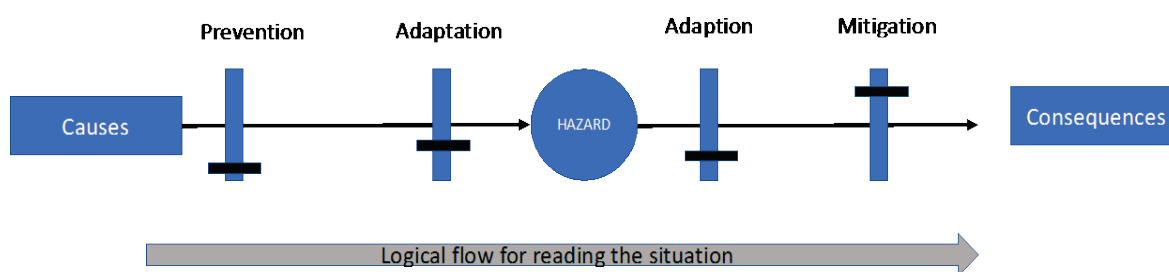 Prevention
Adaptation
Adaption
Mitigation
Causes
HAZARD
Consequences
Logical flow for reading the situation